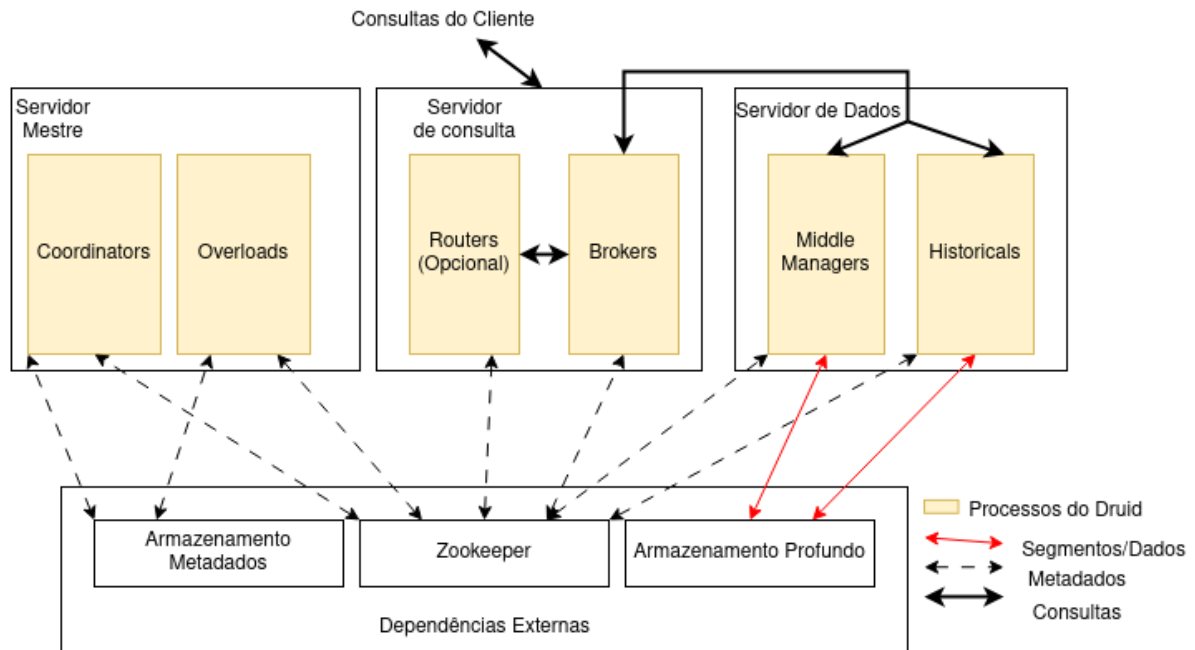 Consultas do Cliente
Servidor
Mestre
Servidor
de consulta
Servidor de Dados
Coordinators
Overloads
Routers
(Opcional)
Brokers
Middle
Managers
Historicals
Armazenamento
Metadados
Zookeeper
Armazenamento Profundo
Dependências Externas
Processos do Druid
Segmentos/Dados
Metadados
Consultas